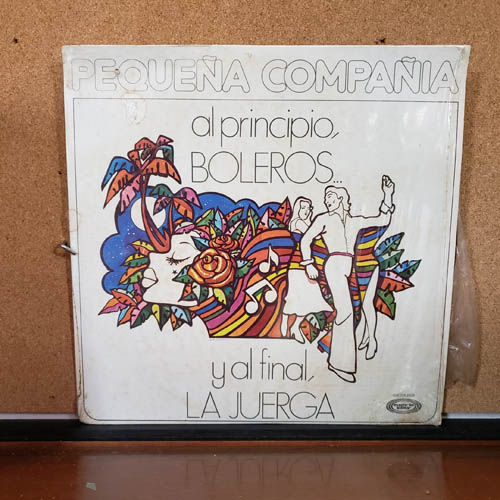 PEQUEÑA COMPAÑIA
al principio,
BOLEROS...
y al final,
LA JUERGA